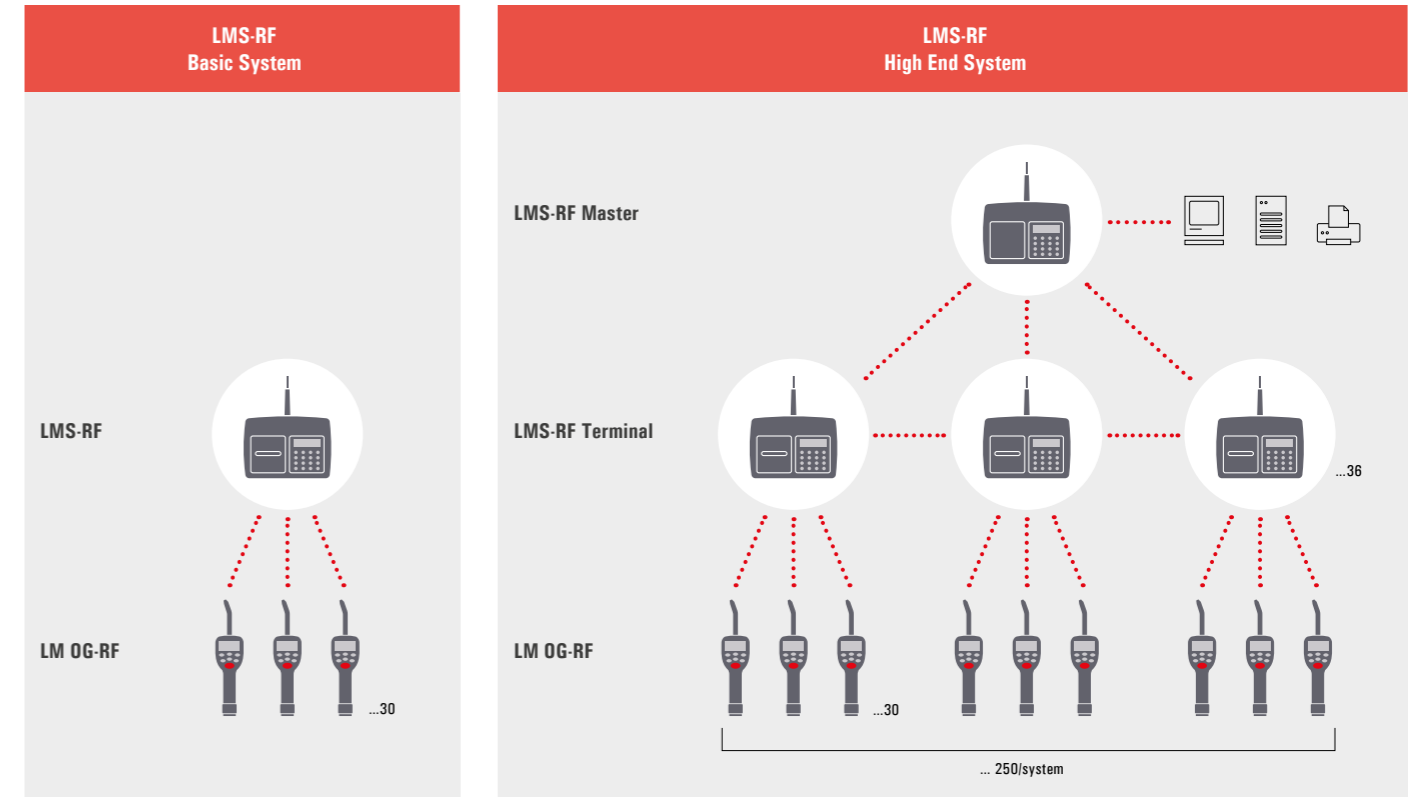 LMS-RF
Basic System
LMS-RF
LM OG-RF
...30
LMS-RF
High End System
LMS-RF Master
LMS-RF Terminal
...36
LM OG-RF
...30
... 250/system